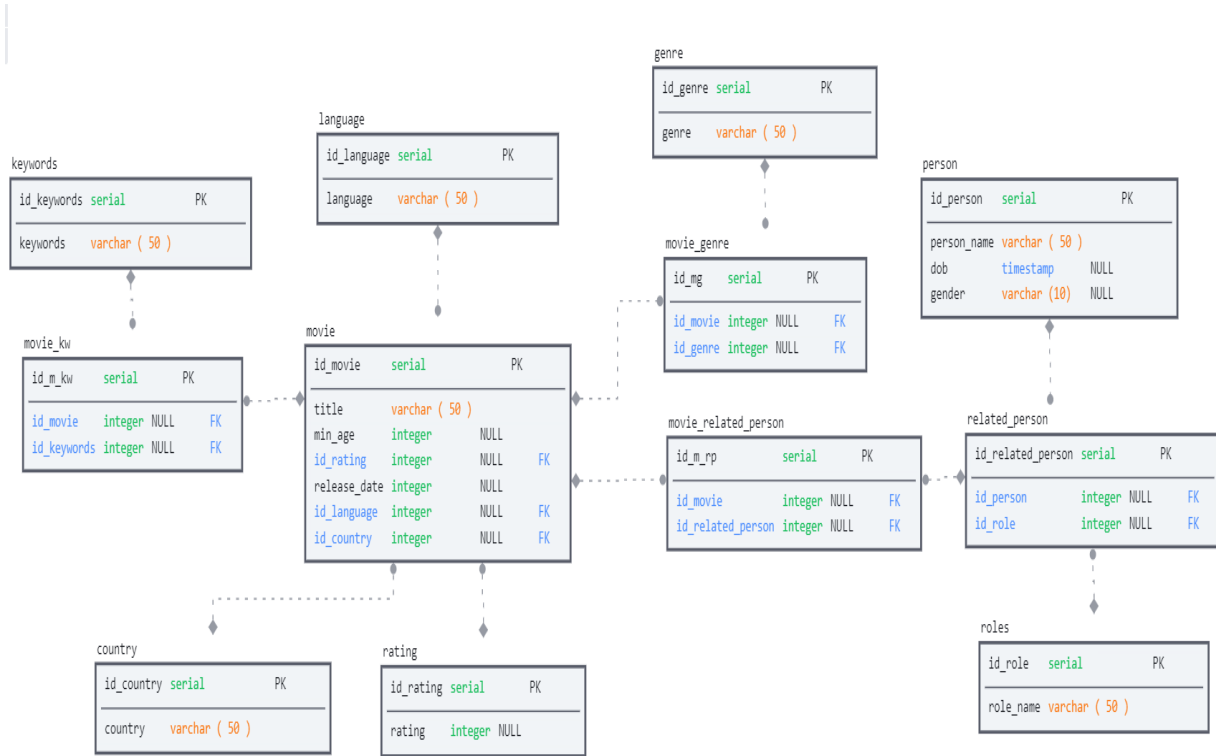 genre
id_genre serial PK
genre varchar ( 50 )
language
id_language serial PK
language varchar ( 50 )
keywords
id_keywords serial PK
keywords varchar ( 50 )
person
id_person serial PK
person_name varchar ( 50 )
dob timestamp NULL
gender varchar (10) NULL
movie_genre
id_mg serial PK
id_movie integer NULL FK
id_genre integer NULL FK
movie
id_movie serial PK
title varchar ( 50 )
min_age integer NULL
id_rating integer NULL FK
release_date integer NULL
id_language integer NULL FK
id_country integer NULL FK
movie_kw
id_m_kw serial PK
id_movie integer NULL FK
id_keywords integer NULL FK
movie_related_person
id_m_rp serial PK
id_movie integer NULL FK
id_related_person integer NULL FK
related_person
id_related_person serial PK
id_person integer NULL FK
id_role integer NULL FK
country
id_country serial PK
country varchar ( 50 )
rating
id_rating serial PK
rating integer NULL
roles
id_role serial PK
role_name varchar ( 50 )